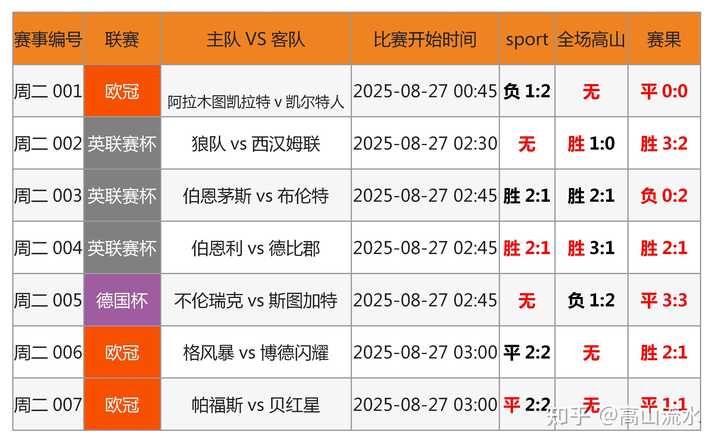 赛事编号 联赛 主队 VS 客队 比赛开始时间 sport 全场高山 赛果
周二 001 欧冠 阿拉木图凯拉特 v 凯尔特人 2025-08-27 00:45 负 1:2 无 平 0:0
周二 002 英联赛杯 狼队 vs 西汉姆联 2025-08-27 02:30 无 胜 1:0 胜 3:2
周二 003 英联赛杯 伯恩茅斯 vs 布伦特 2025-08-27 02:45 胜 2:1 胜 2:1 负 0:2
周二 004 英联赛杯 伯恩利 vs 德比郡 2025-08-27 02:45 胜 2:1 胜 3:1 胜 2:1
周二 005 德国杯 不伦瑞克 vs 斯图加特 2025-08-27 02:45 无 负 1:2 平 3:3
周二 006 欧冠 格风暴 vs 博德闪耀 2025-08-27 03:00 平 2:2 无 胜 2:1
周二 007 欧冠 帕福斯 vs 贝红星 2025-08-27 03:00 平 2:2 无 平 1:1
知乎 @高山流水